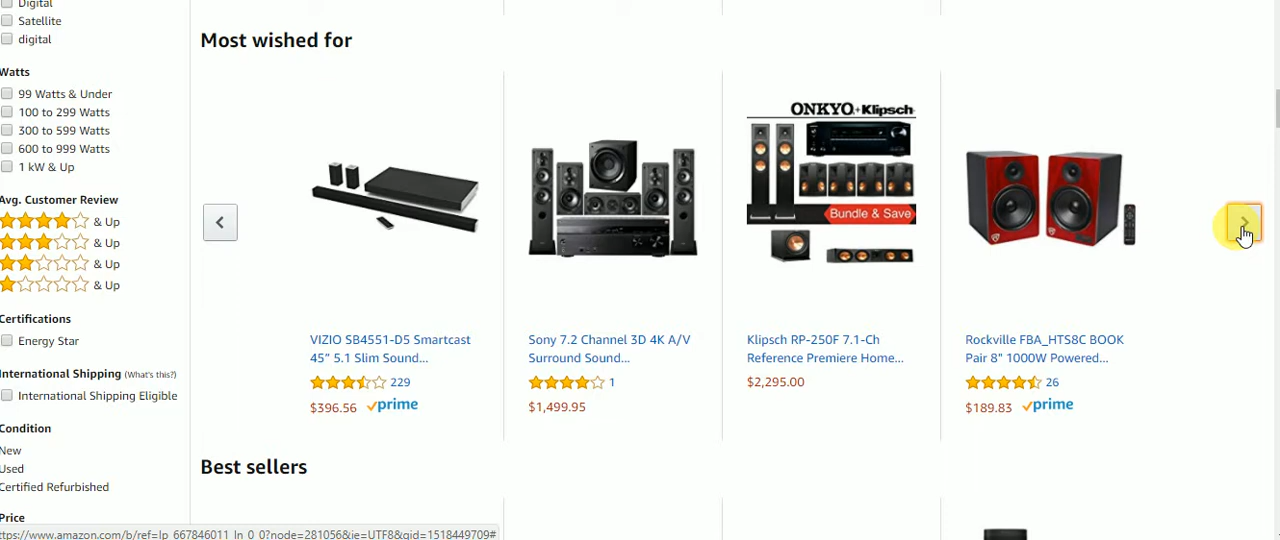 Digital
Satellite
digital
Watts
99 Watts & Under
100 to 299 Watts
300 to 599 Watts
600 to 999 Watts
1 kW & Up
Avg. Customer Review
& Up
& Up
& Up
& Up
Certifications
Energy Star
International Shipping (What's this?)
International Shipping Eligible
Condition
New
Used
Certified Refurbished
Price
Most wished for
ONKYO + Klipsch
Bundle & Save
VIZIO SB4551-D5 Smartcast
45” 5.1 Slim Sound...
229
$396.56 prime
Sony 7.2 Channel 3D 4K A/V
Surround Sound...
1
$1,499.95
Klipsch RP-250F 7.1-Ch
Reference Premiere Home...
$2,295.00
Rockville FBA_HTS8C BOOK
Pair 8" 1000W Powered...
26
$189.83 prime
Best sellers
ttps://www.amazon.com/b/ref=lp_667846011_ln_0_0?node=281056&ie=UTF8&qid=1518449709#